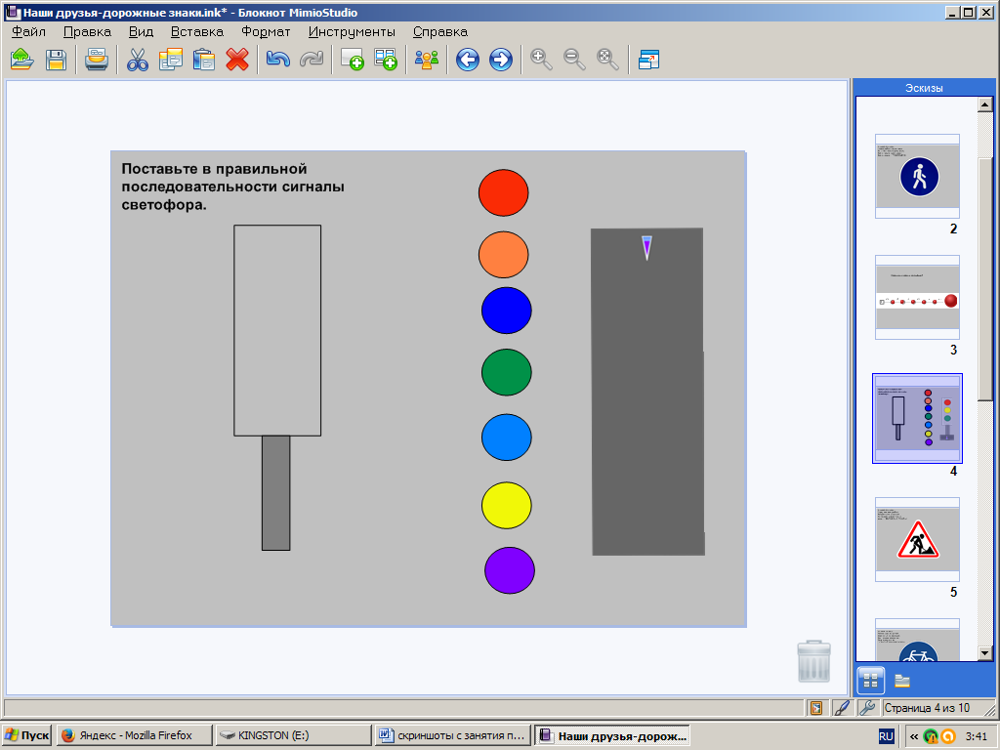 Наши друзья-дорожные знаки.ink* - Блокнот MimioStudio
Файл Правка Вид Вставка Формат Инструменты Справка
Эскизы
Поставьте в правильной
последовательности сигналы
светофора.
2
3
4
5
Страница 4 из 10
Пуск Яндекс - Mozilla Firefox KINGSTON (E:) скриншоты с занятия п... Наши друзья-дорож... RU « 3:41